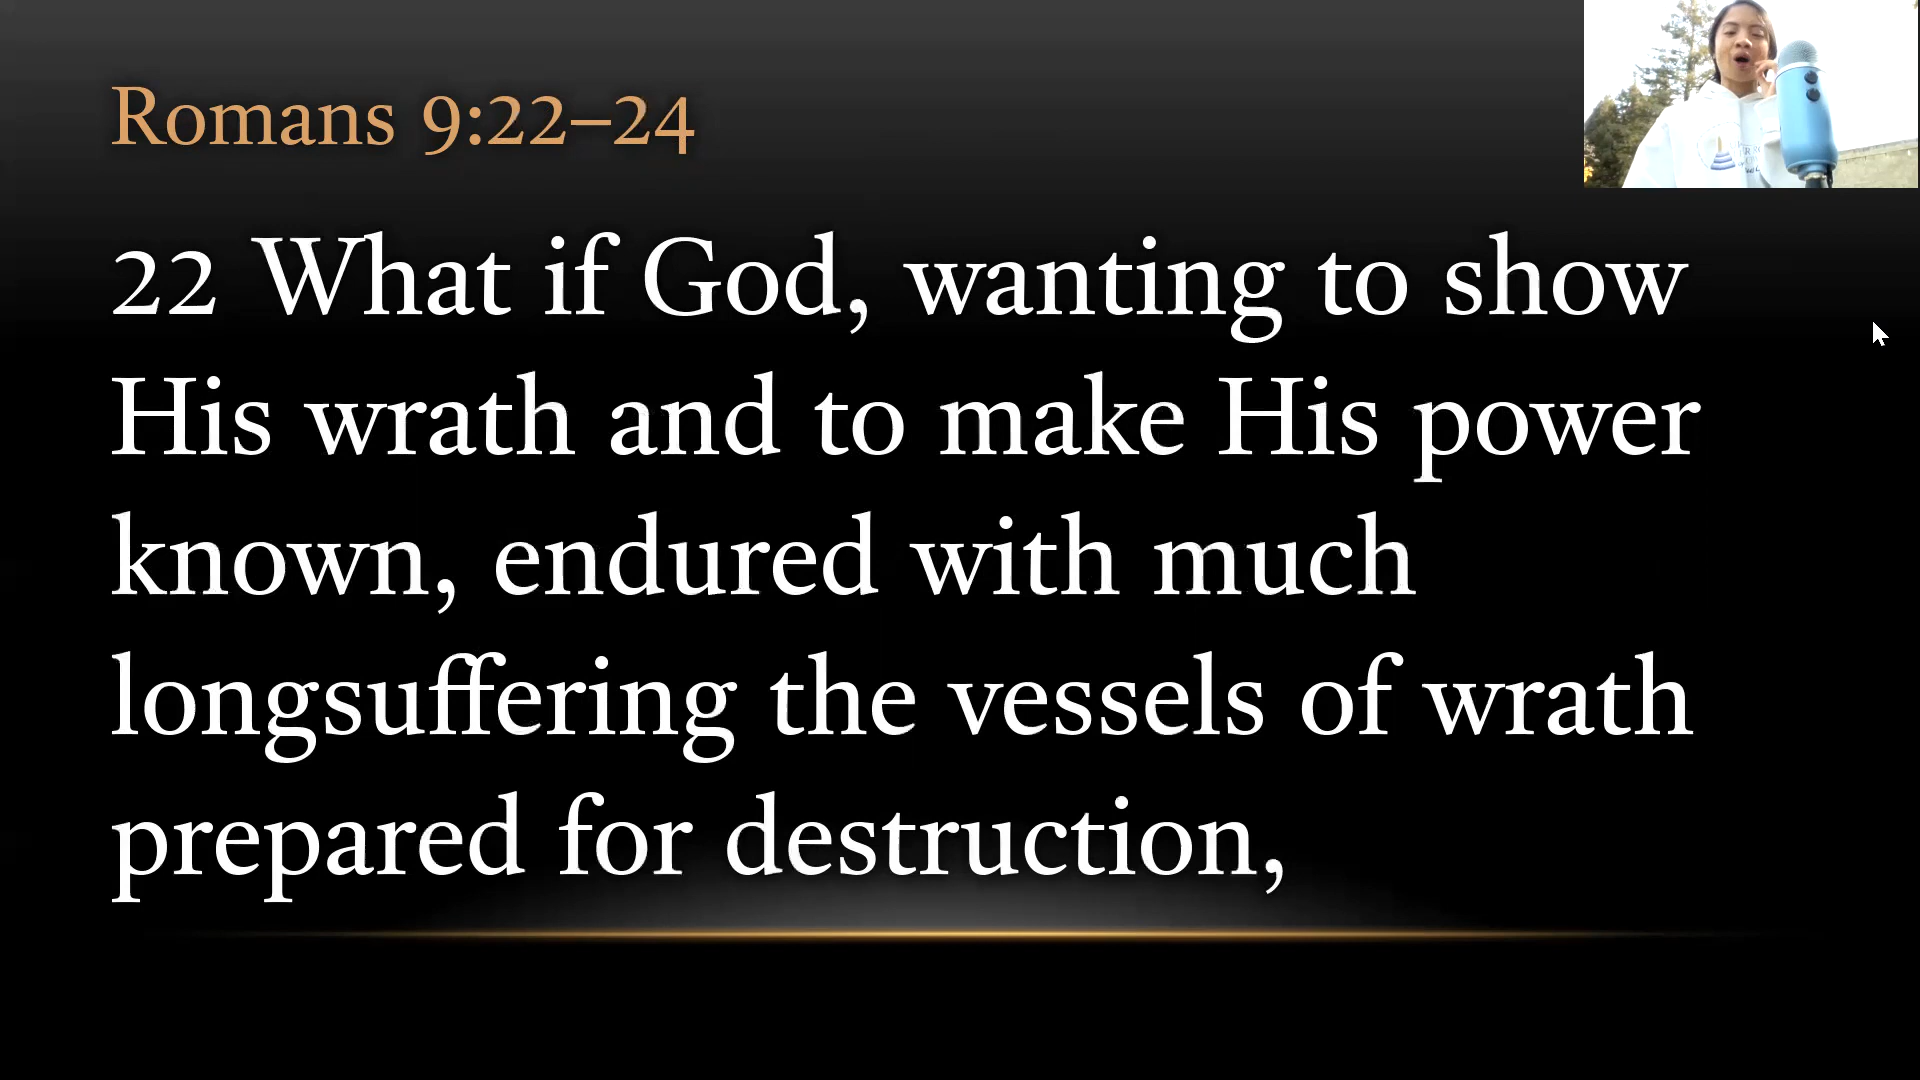 Romans 9:22–24
22 What if God, wanting to show
His wrath and to make His power
known, endured with much
longsuffering the vessels of wrath
prepared for destruction,